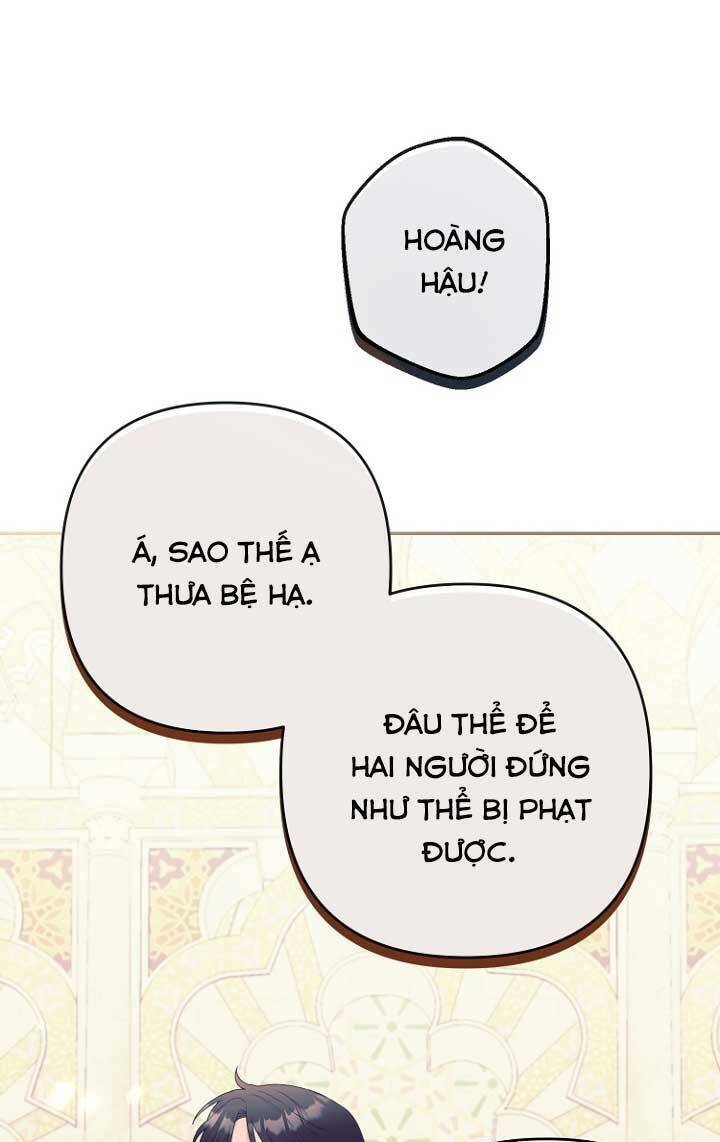 HOÀNG
HẬU!
Á, SAO THẾ Ạ
THƯA BỆ HẠ.
ĐÂU THỂ ĐỂ
HAI NGƯỜI ĐỨNG
NHƯ THỂ BỊ PHẠT
ĐƯỢC.